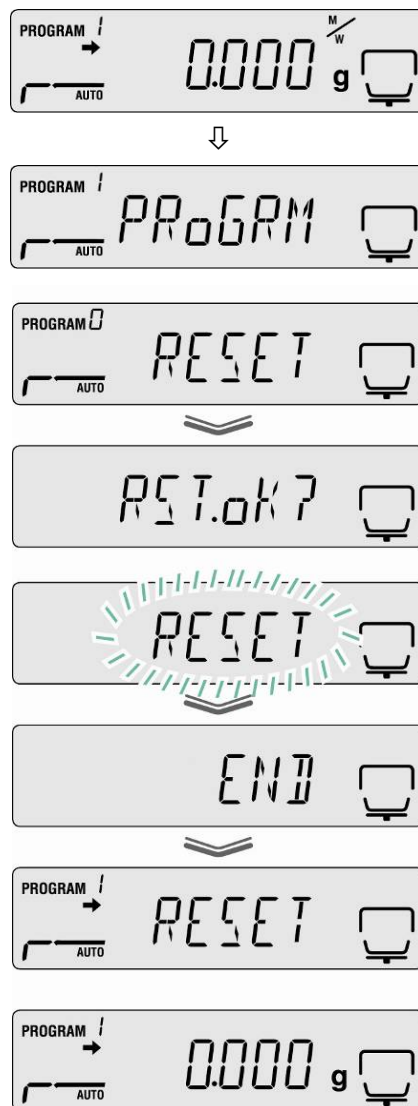 PROGRAM 1 M/W
0.000 g
AUTO
PROGRAM 1
PRoGRM
AUTO
PROGRAM 0
RESET
AUTO
RST.oK?
RESET
END
PROGRAM 1
RESET
AUTO
PROGRAM 1
0.000 g
AUTO